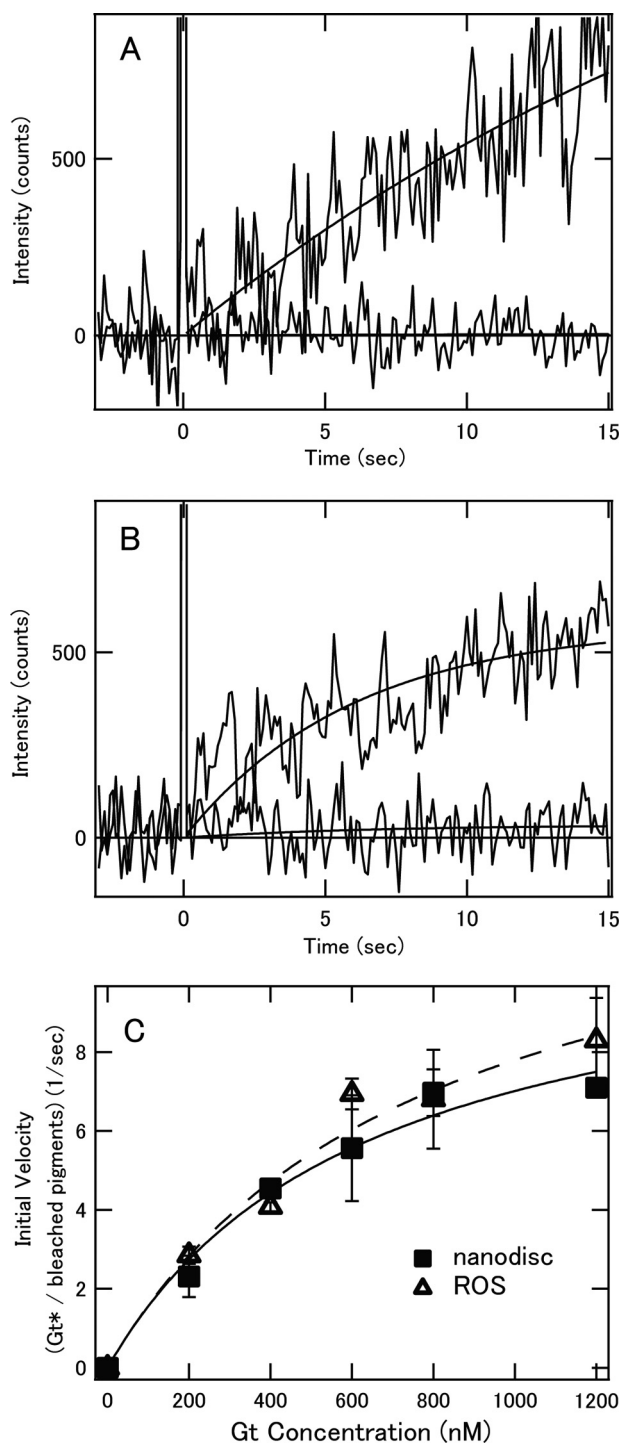 A
500
0
Intensity (counts)
0 5 10 15
Time (sec)
B
500
0
Intensity (counts)
0 5 10 15
Time (sec)
C
8
6
4
2
0
Initial Velocity
(Gt* / bleached pigments) (1/sec)
nanodisc
ROS
0 200 400 600 800 1000 1200
Gt Concentration (nM)